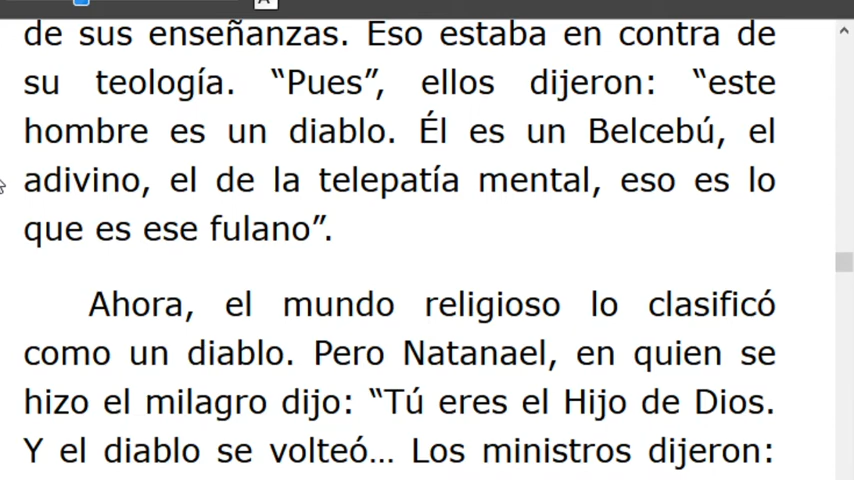 A
de sus enseñanzas. Eso estaba en contra de
su teología. “Pues”, ellos dijeron: “este
hombre es un diablo. Él es un Belcebú, el
adivino, el de la telepatía mental, eso es lo
que es ese fulano”.
Ahora, el mundo religioso lo clasificó
como un diablo. Pero Natanael, en quien se
hizo el milagro dijo: “Tú eres el Hijo de Dios.
Y el diablo se volteó… Los ministros dijeron: